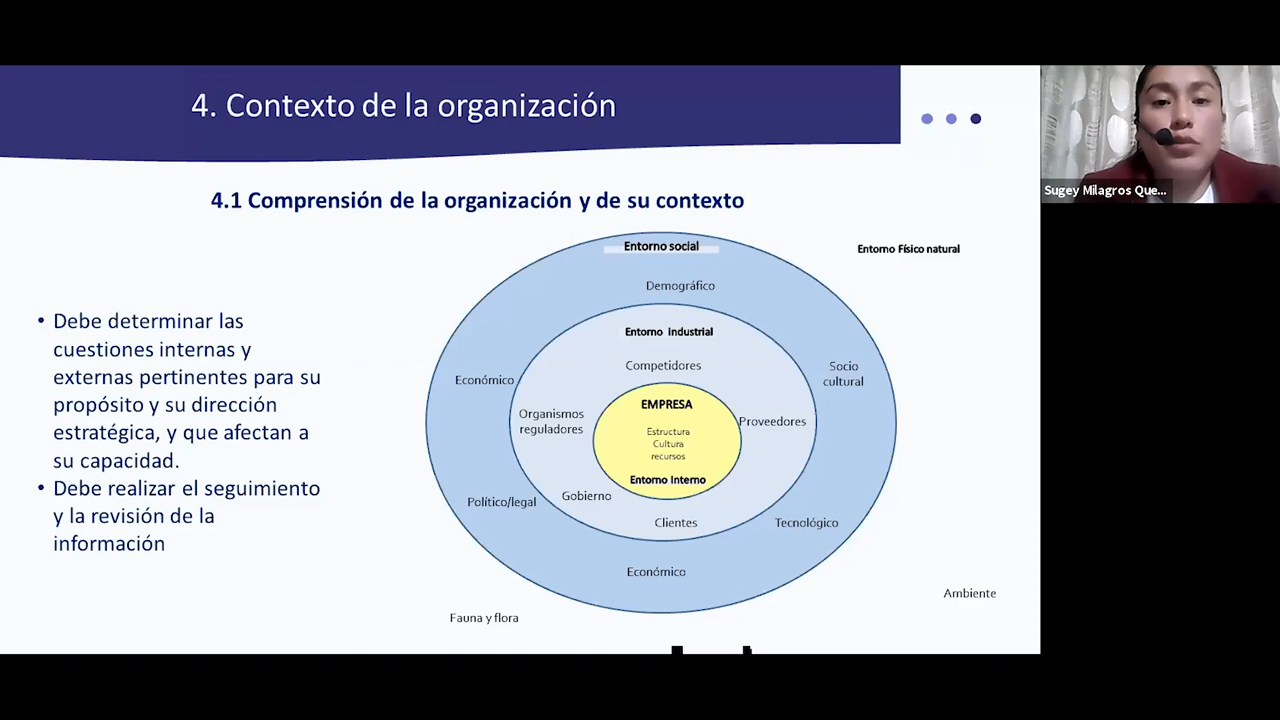 4. Contexto de la organización
4.1 Comprensión de la organización y de su contexto
• Debe determinar las
cuestiones internas y
externas pertinentes para su
propósito y su dirección
estratégica, y que afectan a
su capacidad.
• Debe realizar el seguimiento
y la revisión de la
información
Entorno social
Entorno Físico natural
Demográfico
Entorno industrial
Competidores
Económico
Socio
cultural
EMPRESA
Organismos
reguladores
Proveedores
Estructura
Cultura
recursos
Entorno Interno
Político/legal
Gobierno
Clientes
Tecnológico
Económico
Ambiente
Fauna y flora
Sugey Milagros Que...